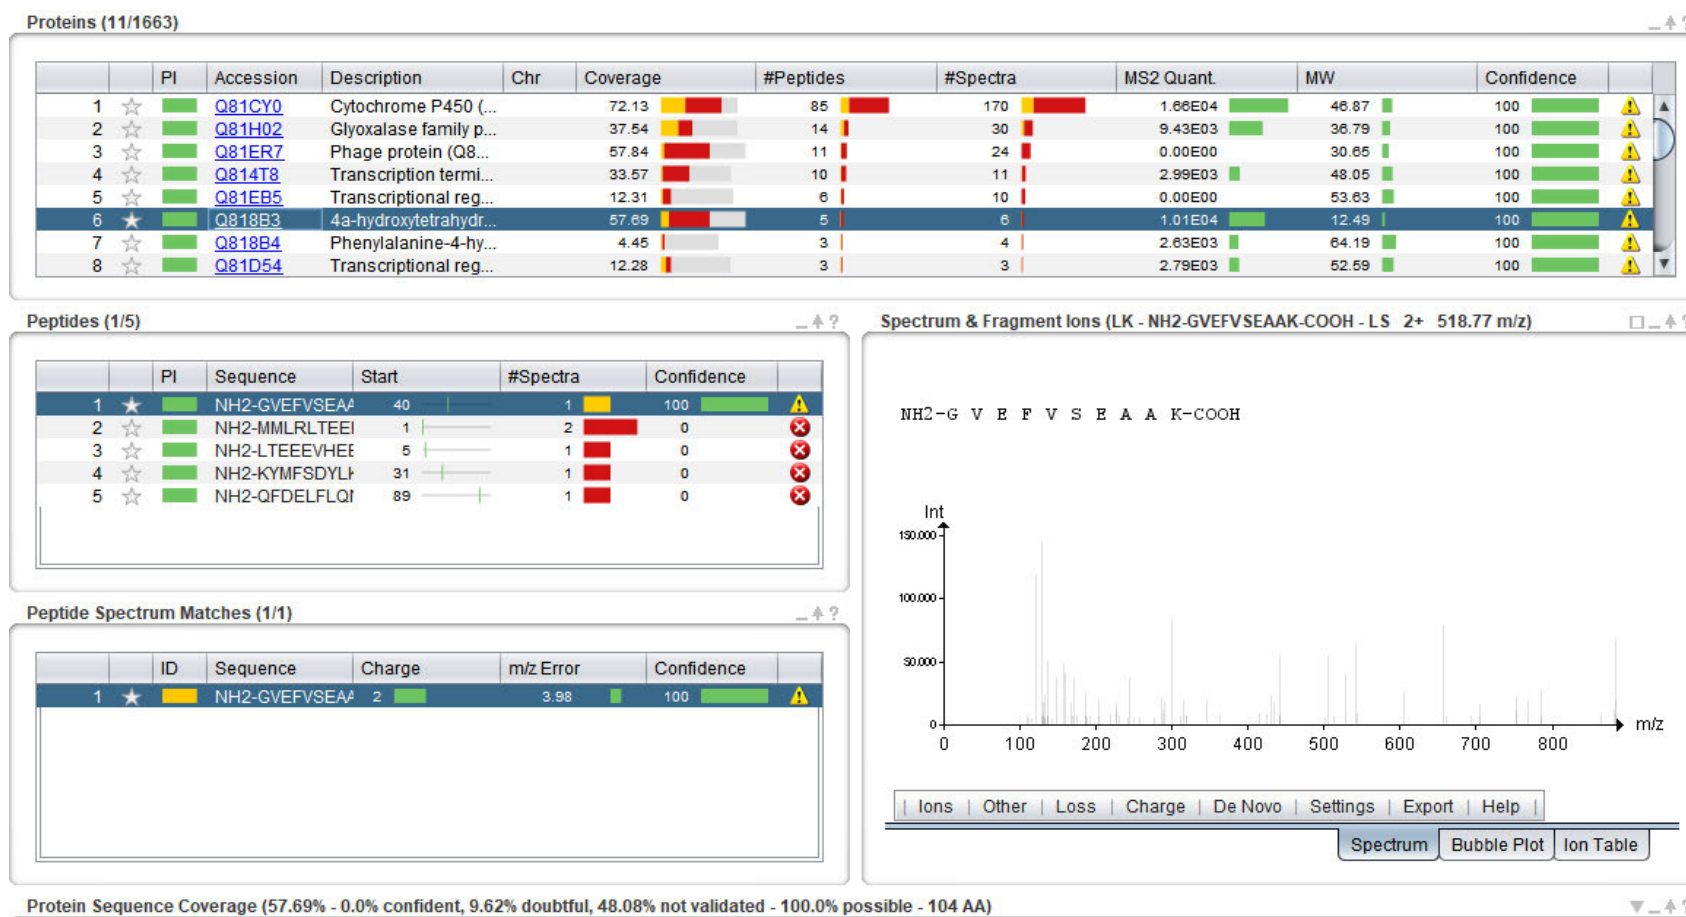 Proteins (11/1663)
PI Accession Description Chr Coverage #Peptides #Spectra MS2 Quant. MW Confidence
1 Q81CY0 Cytochrome P450 (... 72.13 85 170 1.66E04 46.87 100
2 Q81H02 Glyoxalase family p... 37.54 14 30 9.43E03 36.79 100
3 Q81ER7 Phage protein (Q8... 57.84 11 24 0.00E00 30.65 100
4 Q814T8 Transcription termi... 33.57 10 11 2.99E03 48.05 100
5 Q81EB5 Transcriptional reg... 12.31 6 10 0.00E00 53.63 100
6 Q818B3 4a-hydroxytetrahydr... 57.69 5 6 1.01E04 12.49 100
7 Q818B4 Phenylalanine-4-hy... 4.45 3 4 2.63E03 64.19 100
8 Q81D54 Transcriptional reg... 12.28 3 3 2.79E03 52.59 100
Peptides (1/5)
PI Sequence Start #Spectra Confidence
1 NH2-GVEFVSEAA 40 1 100
2 NH2-MMLRLTEE 1 2 0
3 NH2-LTEEEVHEE 5 1 0
4 NH2-KYMFSDYL 31 1 0
5 NH2-QFDELFLQ 89 1 0
Peptide Spectrum Matches (1/1)
ID Sequence Charge m/z Error Confidence
1 NH2-GVEFVSEAA 2 3.98 100
Spectrum & Fragment Ions (LK - NH2-GVEFVSEAAK-COOH - LS 2+ 518.77 m/z)
NH2-G V E F V S E A A K-COOH
Int
150.000
100.000
50.000
0
0 100 200 300 400 500 600 700 800
m/z
| Ions | Other | Loss | Charge | De Novo | Settings | Export | Help |
Spectrum Bubble Plot Ion Table
Protein Sequence Coverage (57.69% - 0.0% confident, 9.62% doubtful, 48.08% not validated - 100.0% possible - 104 AA)